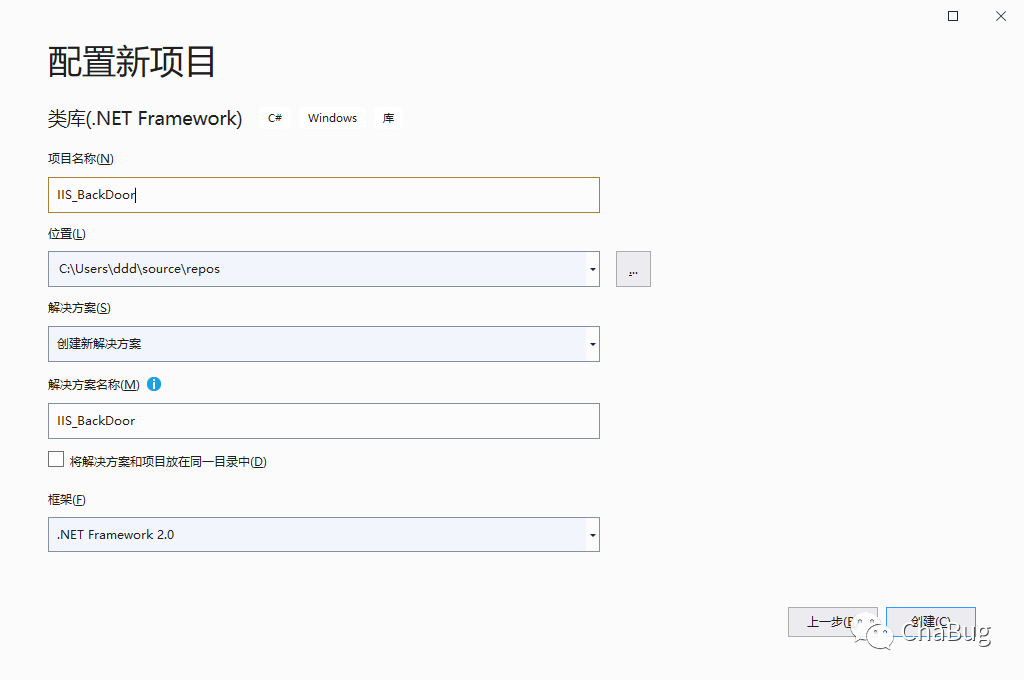 配置新项目
类库(.NET Framework) C# Windows 库
项目名称(N)
IIS_BackDoor
位置(L)
C:\Users\ddd\source\repos
...
解决方案(S)
创建新解决方案
解决方案名称(M)
IIS_BackDoor
将解决方案和项目放在同一目录中(D)
框架(F)
.NET Framework 2.0
上一步(B 创建(C)
ChaBug